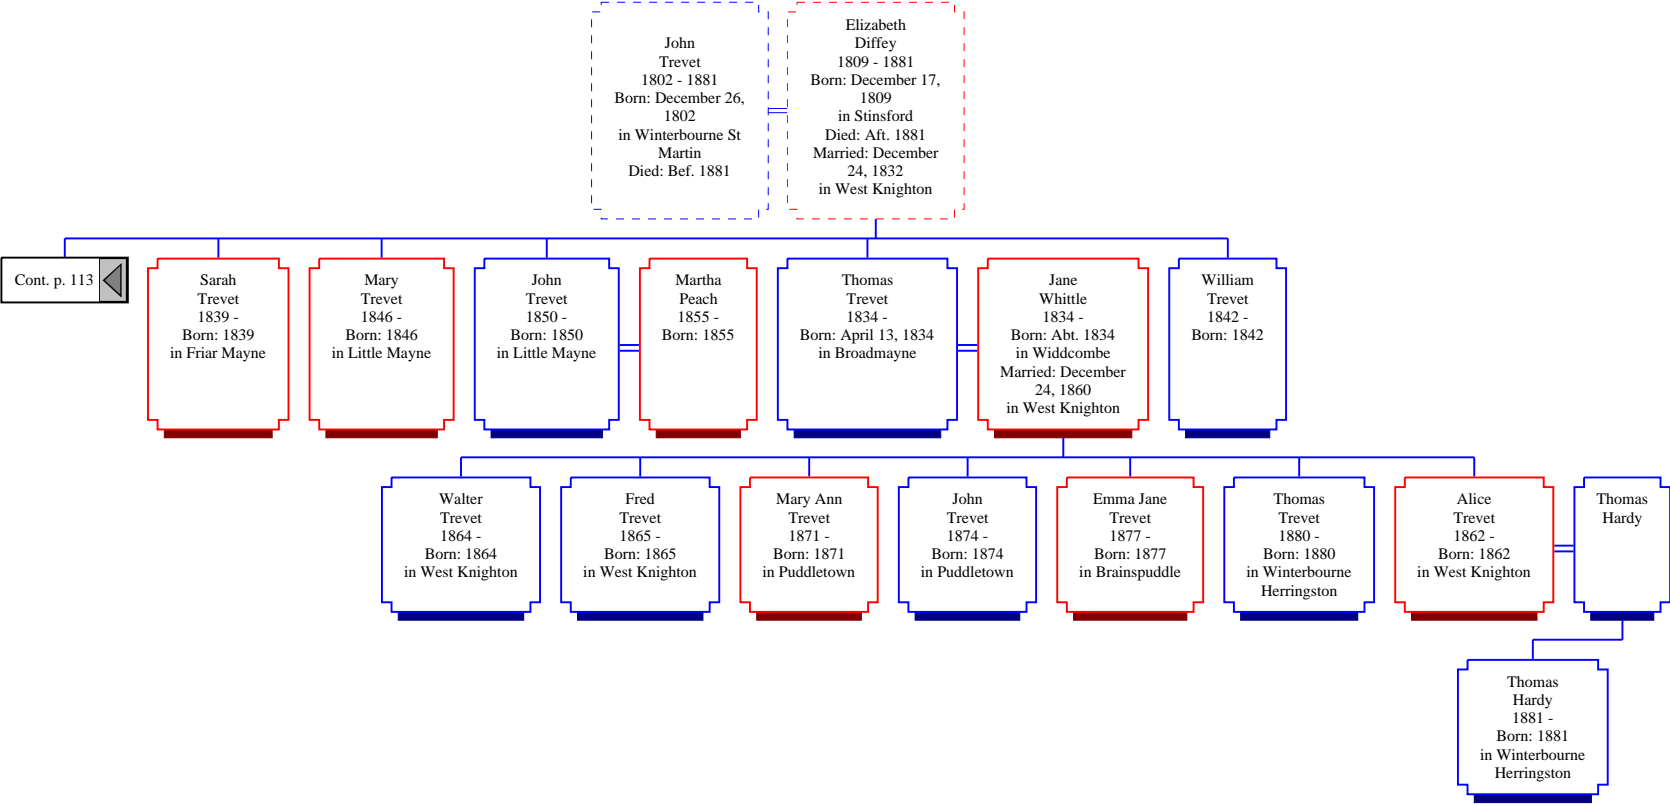 John
Trevet
1802 - 1881
Born: December 26,
1802
in Winterbourne St
Martin
Died: Bef. 1881
Elizabeth
Diffey
1809 - 1881
Born: December 17,
1809
in Stinsford
Died: Aft. 1881
Married: December
24, 1832
in West Knighton
Cont. p. 113
Sarah
Trevet
1839 -
Born: 1839
in Friar Mayne
Mary
Trevet
1846 -
Born: 1846
in Little Mayne
John
Trevet
1850 -
Born: 1850
in Little Mayne
Martha
Peach
1855 -
Born: 1855
Thomas
Trevet
1834 -
Born: April 13, 1834
in Broadmayne
Jane
Whittle
1834 -
Born: Abt. 1834
in Widdcombe
Married: December
24, 1860
in West Knighton
William
Trevet
1842 -
Born: 1842
Walter
Trevet
1864 -
Born: 1864
in West Knighton
Fred
Trevet
1865 -
Born: 1865
in West Knighton
Mary Ann
Trevet
1871 -
Born: 1871
in Puddletown
John
Trevet
1874 -
Born: 1874
in Puddletown
Emma Jane
Trevet
1877 -
Born: 1877
in Brainspuddle
Thomas
Trevet
1880 -
Born: 1880
in Winterbourne
Herringston
Alice
Trevet
1862 -
Born: 1862
in West Knighton
Thomas
Hardy
Thomas
Hardy
1881 -
Born: 1881
in Winterbourne
Herringston